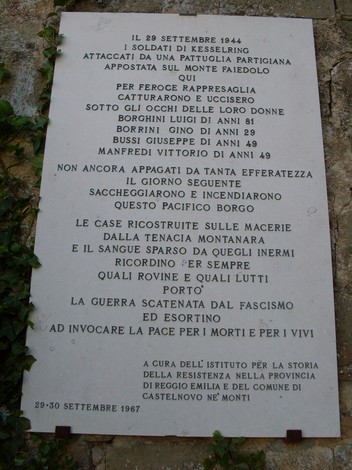 IL 29 SETTEMBRE 1944
I SOLDATI DI KESSELRING
ATTACCATI DA UNA PATTUGLIA PARTIGIANA
APPOSTATA SUL MONTE FAIEDOLO
QUI
PER FEROCE RAPPRESAGLIA
CATTURARONO E UCCISERO
SOTTO GLI OCCHI DELLE LORO DONNE
BORGHINI LUIGI DI ANNI 81
BORRINI GINO DI ANNI 29
BUSSI GIUSEPPE DI ANNI 49
MANFREDI VITTORIO DI ANNI 49
NON ANCORA APPAGATI DA TANTA EFFERATEZZA
IL GIORNO SEGUENTE
SACCHEGGIARONO E INCENDIARONO
QUESTO PACIFICO BORGO
LE CASE RICOSTRUITE SULLE MACERIE
DALLA TENACIA MONTANARA
E IL SANGUE SPARSO DA QUEGLI INERMI
RICORDINO PER SEMPRE
QUALI ROVINE E QUALI LUTTI
PORTO'
LA GUERRA SCATENATA DAL FASCISMO
ED ESORTINO
AD INVOCARE LA PACE PER I MORTI E PER I VIVI
A CURA DELL'ISTITUTO PER LA STORIA
DELLA RESISTENZA NELLA PROVINCIA
DI REGGIO EMILIA E DEL COMUNE DI
CASTELNOVO NE' MONTI
29-30 SETTEMBRE 1967